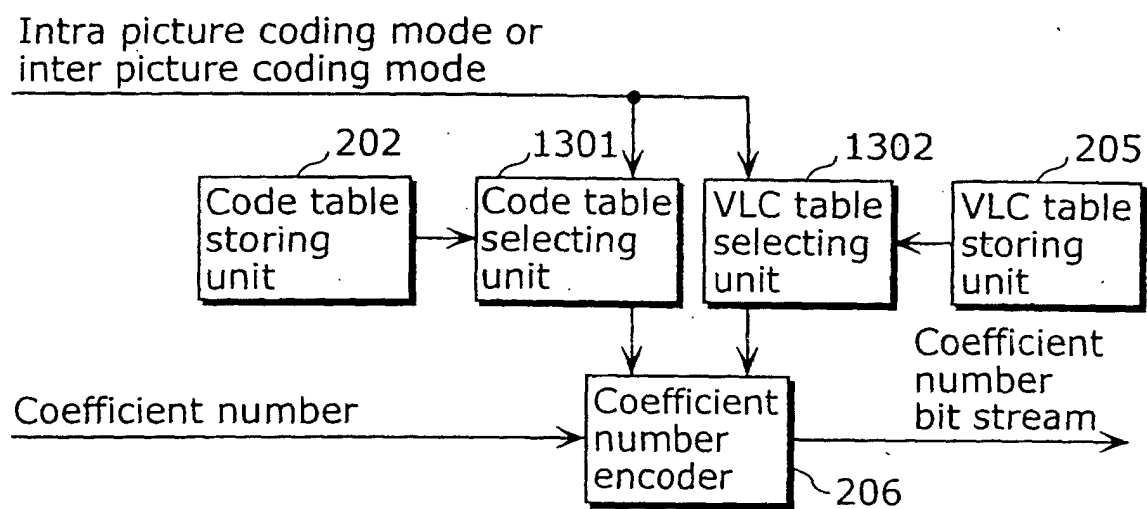 Intra picture coding mode or
inter picture coding mode
202
1301
1302
205
Code table
storing
unit
Code table
selecting
unit
VLC table
selecting
unit
VLC table
storing
unit
Coefficient number
Coefficient
number
encoder
206
Coefficient
number
bit stream